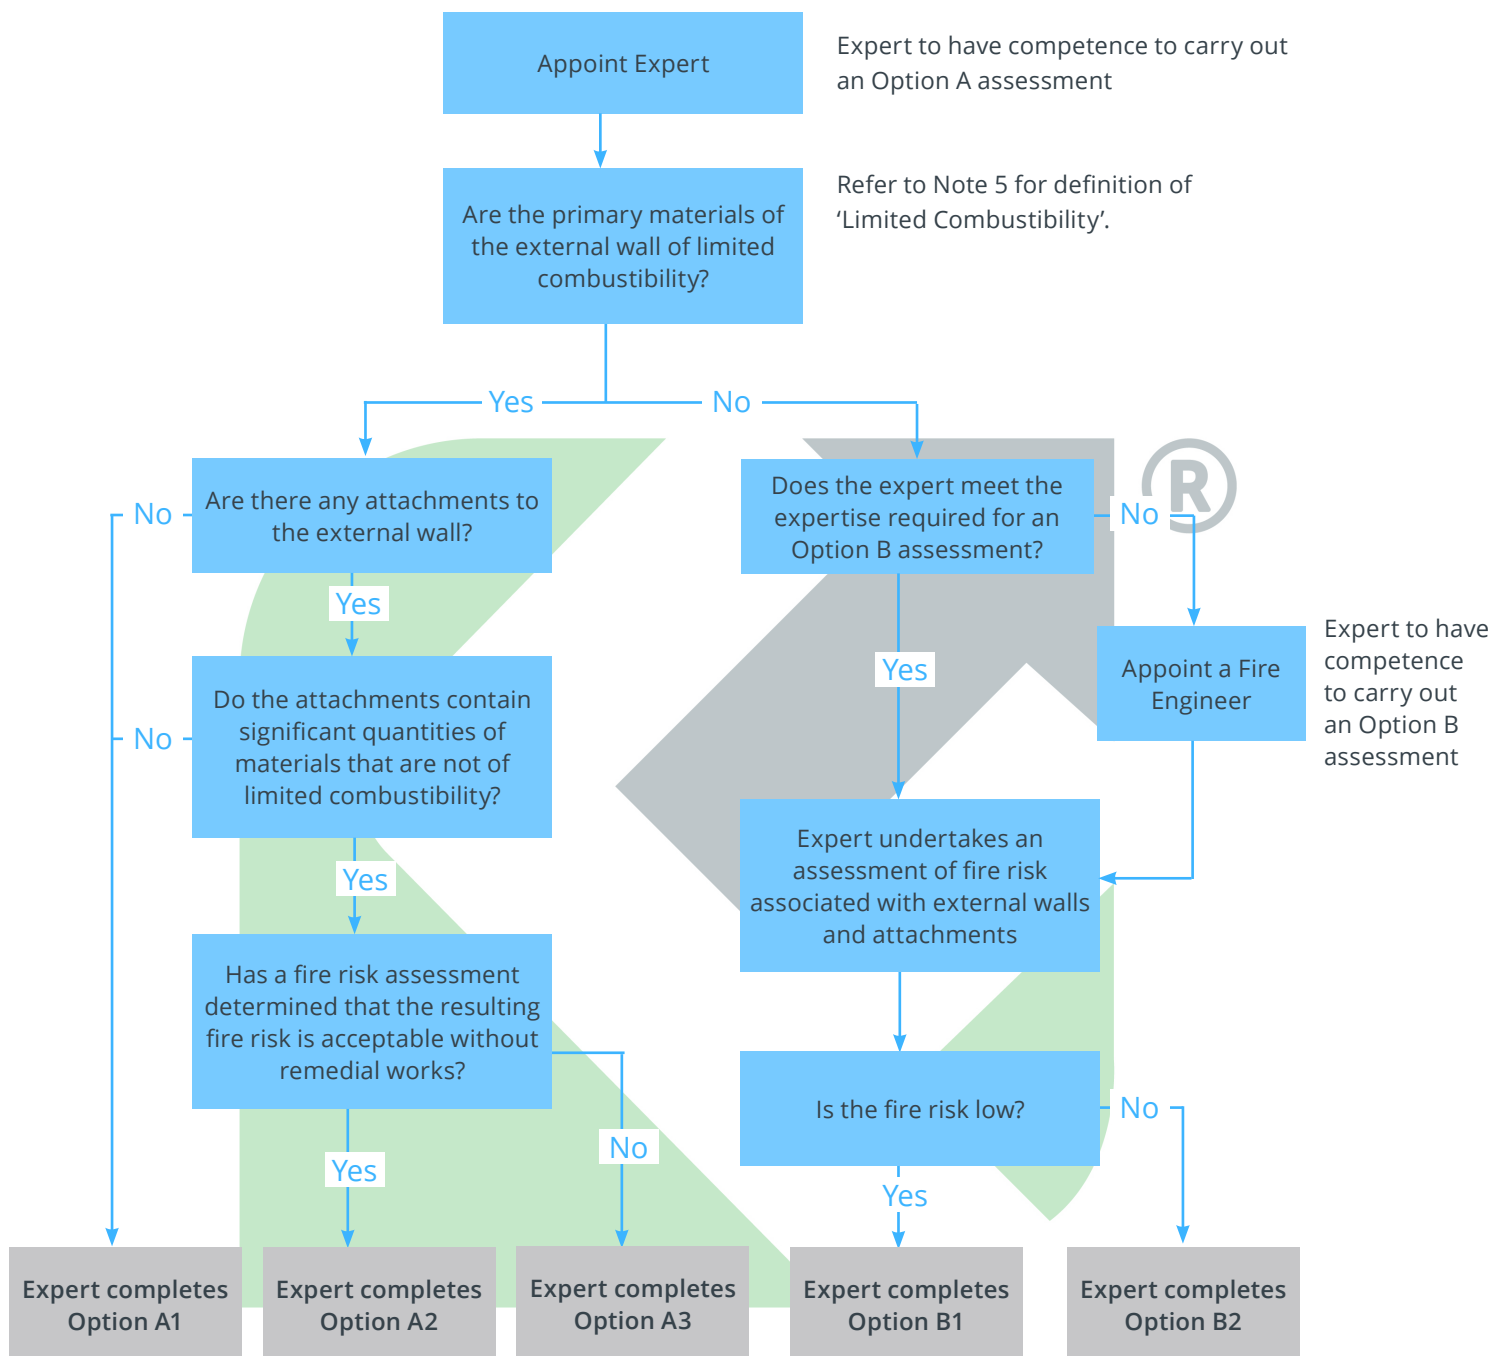 Appoint Expert
Expert to have competence to carry out
an Option A assessment
Are the primary materials of
the external wall of limited
combustibility?
Refer to Note 5 for definition of
‘Limited Combustibility’.
Yes
No
Are there any attachments to
the external wall?
No
Yes
Does the expert meet the
expertise required for an
Option B assessment?
No
®
Yes
Appoint a Fire
Engineer
Expert to have
competence
to carry out
an Option B
assessment
Do the attachments contain
significant quantities of
materials that are not of
limited combustibility?
No
Yes
Expert undertakes an
assessment of fire risk
associated with external walls
and attachments
Has a fire risk assessment
determined that the resulting
fire risk is acceptable without
remedial works?
Yes
No
Is the fire risk low?
No
Yes
Expert completes
Option A1
Expert completes
Option A2
Expert completes
Option A3
Expert completes
Option B1
Expert completes
Option B2